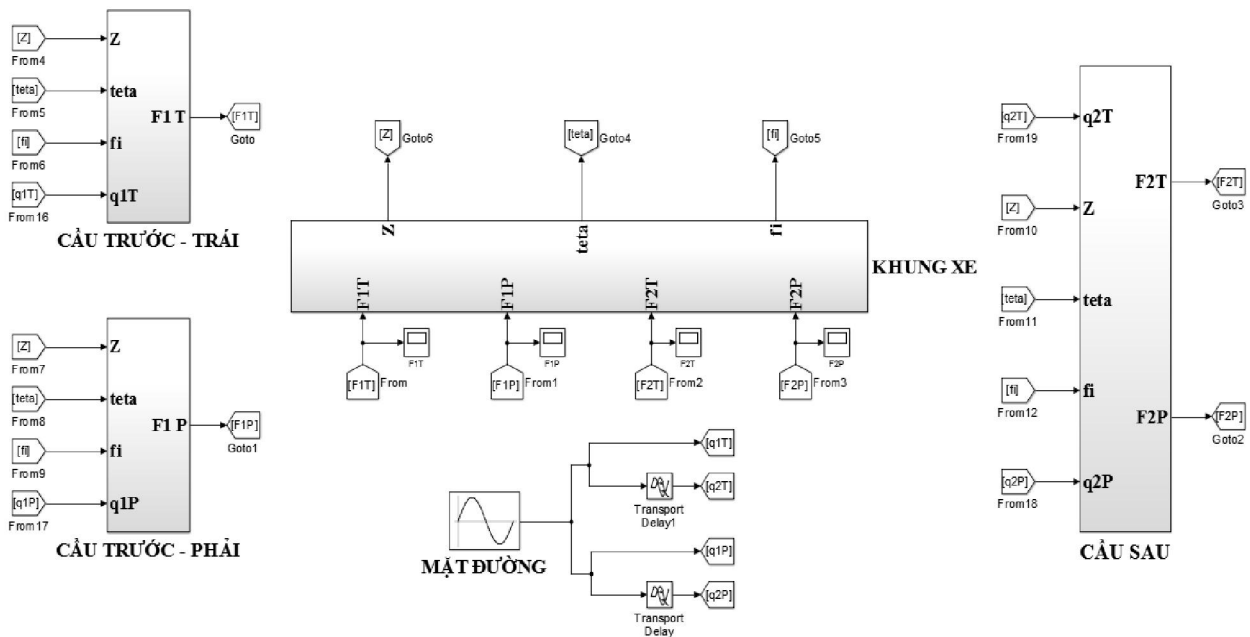 [Z]
From4
[teta]
From5
[fi]
From6
[q1T]
From16
Z
teta
fi
q1T
F1 T
[F1T]
Goto
CẦU TRƯỚC - TRÁI
[Z]
From7
[teta]
From8
[fi]
From9
[q1P]
From17
Z
teta
fi
q1P
F1 P
[F1P]
Goto1
CẦU TRƯỚC - PHẢI
[Z]
Goto6
[teta]
Goto4
[fi]
Goto5
Z
teta
fi
KHUNG XE
F1T
F1P
F2T
F2P
F1T
F1P
F2T
F2P
[F1T]
From
[F1P]
From1
[F2T]
From2
[F2P]
From3
MẶT ĐƯỜNG
[q1T]
[q2T]
Transport
Delay1
[q1P]
[q2P]
Transport
Delay
[q2T]
From19
[Z]
From10
[teta]
From11
[fi]
From12
[q2P]
From18
q2T
Z
teta
fi
q2P
F2T
F2P
[F2T]
Goto3
[F2P]
Goto2
CẦU SAU